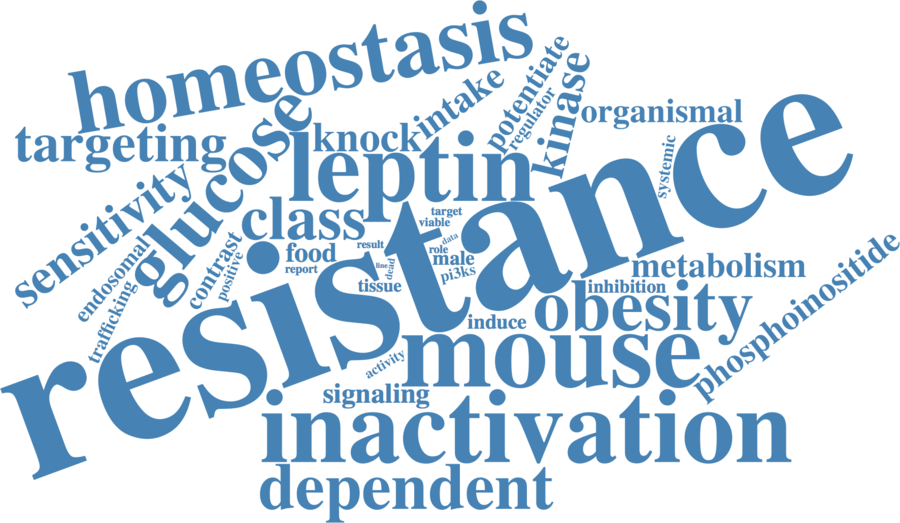 homeostasis
targeting
glucose
knock
intake
potentiate
regulator
kinase
organismal
systemic
leptin
resistance
sensitivity
class
target
viable
endosomal
trafficking
contrast
positive
food
report
result
data
role
line
dead
male
pi3ks
tissue
metabolism
inhibition
obesity
phosphoinositide
induce
mouse
activity
signaling
inactivation
dependent